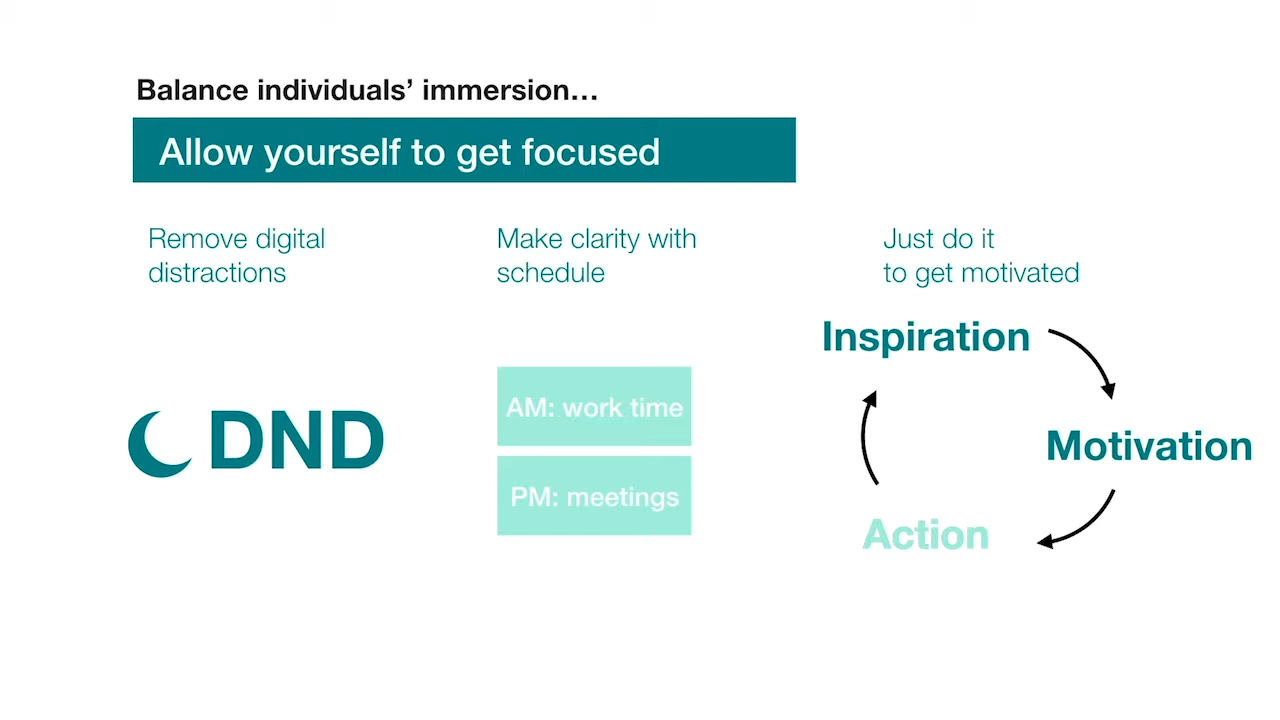 Balance individuals’ immersion…
Allow yourself to get focused
Remove digital
distractions
DND
Make clarity with
schedule
AM: work time
PM: meetings
Just do it
to get motivated
Inspiration
Motivation
Action